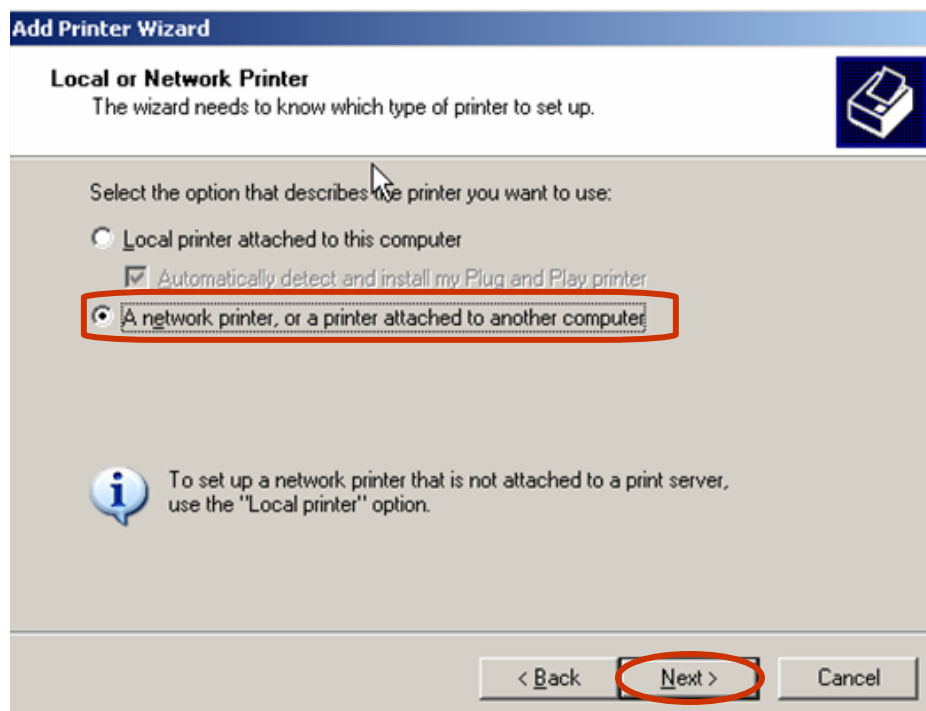 Add Printer Wizard
Local or Network Printer
The wizard needs to know which type of printer to set up.
Select the option that describes the printer you want to use:
Local printer attached to this computer
Automatically detect and install my Plug and Play printer
A network printer, or a printer attached to another computer
To set up a network printer that is not attached to a print server,
use the "Local printer" option.
< Back Next > Cancel